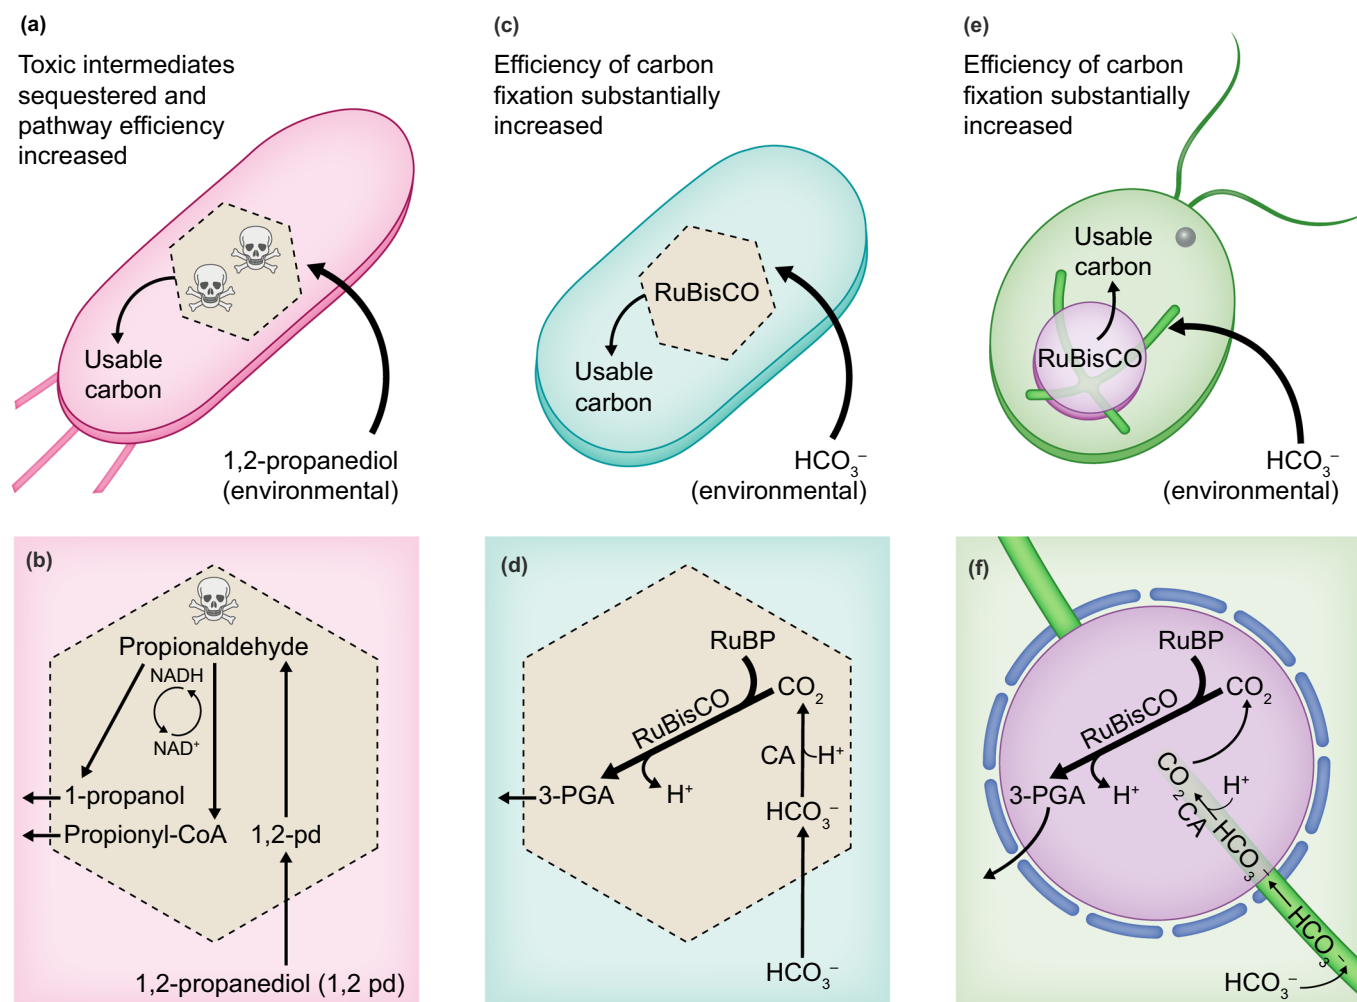 (a)
Toxic intermediates
sequestered and
pathway efficiency
increased
Usable
carbon
1,2-propanediol
(environmental)
(c)
Efficiency of carbon
fixation substantially
increased
RuBisCO
Usable
carbon
HCO₃⁻
(environmental)
(e)
Efficiency of carbon
fixation substantially
increased
Usable
carbon
RuBisCO
HCO₃⁻
(environmental)
(b)
Propionaldehyde
NADH
NAD⁺
1-propanol
Propionyl-CoA
1,2-pd
1,2-propanediol (1,2 pd)
(d)
RuBP
CO₂
RuBisCO
CA
H⁺
3-PGA
H⁺
HCO₃⁻
HCO₃⁻
(f)
RuBP
CO₂
RuBisCO
3-PGA
H⁺
CO₂
H⁺
CA
HCO₃⁻
HCO₃⁻
HCO₃⁻